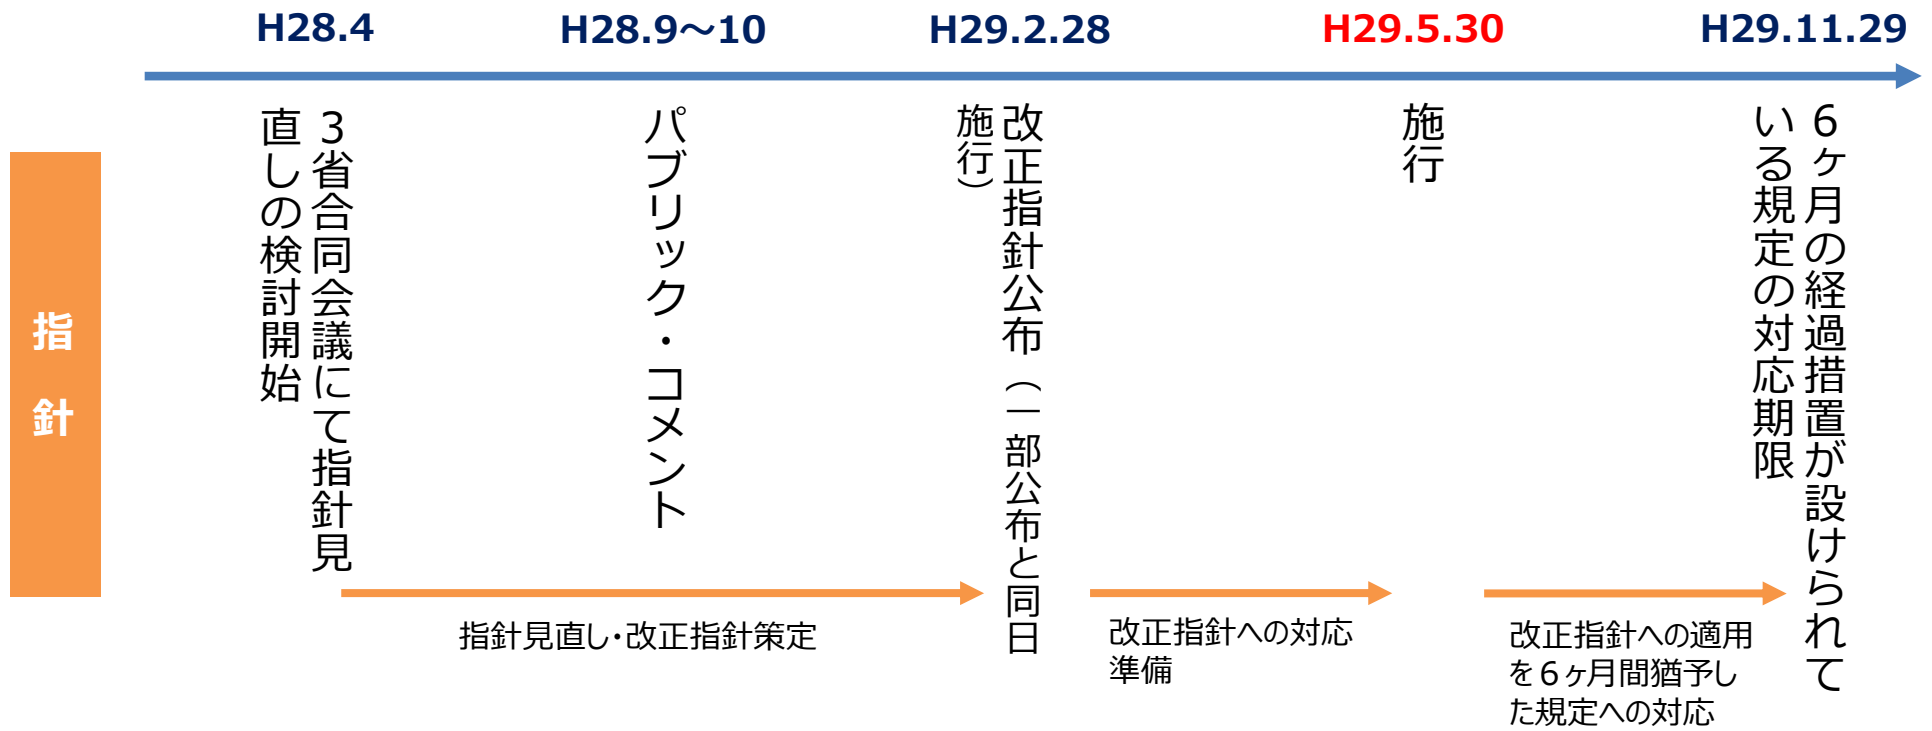 H28.4
H28.9～10
H29.2.28
H29.5.30
H29.11.29
指針
３省合同会議にて指針見
直しの検討開始
パブリック・コメント
改正指針公布（一部公布と同日
施行）
施行
６ヶ月の経過措置が設けられて
いる規定の対応期限
指針見直し・改正指針策定
改正指針への対応
準備
改正指針への適用
を６ヶ月間猶予し
た規定への対応